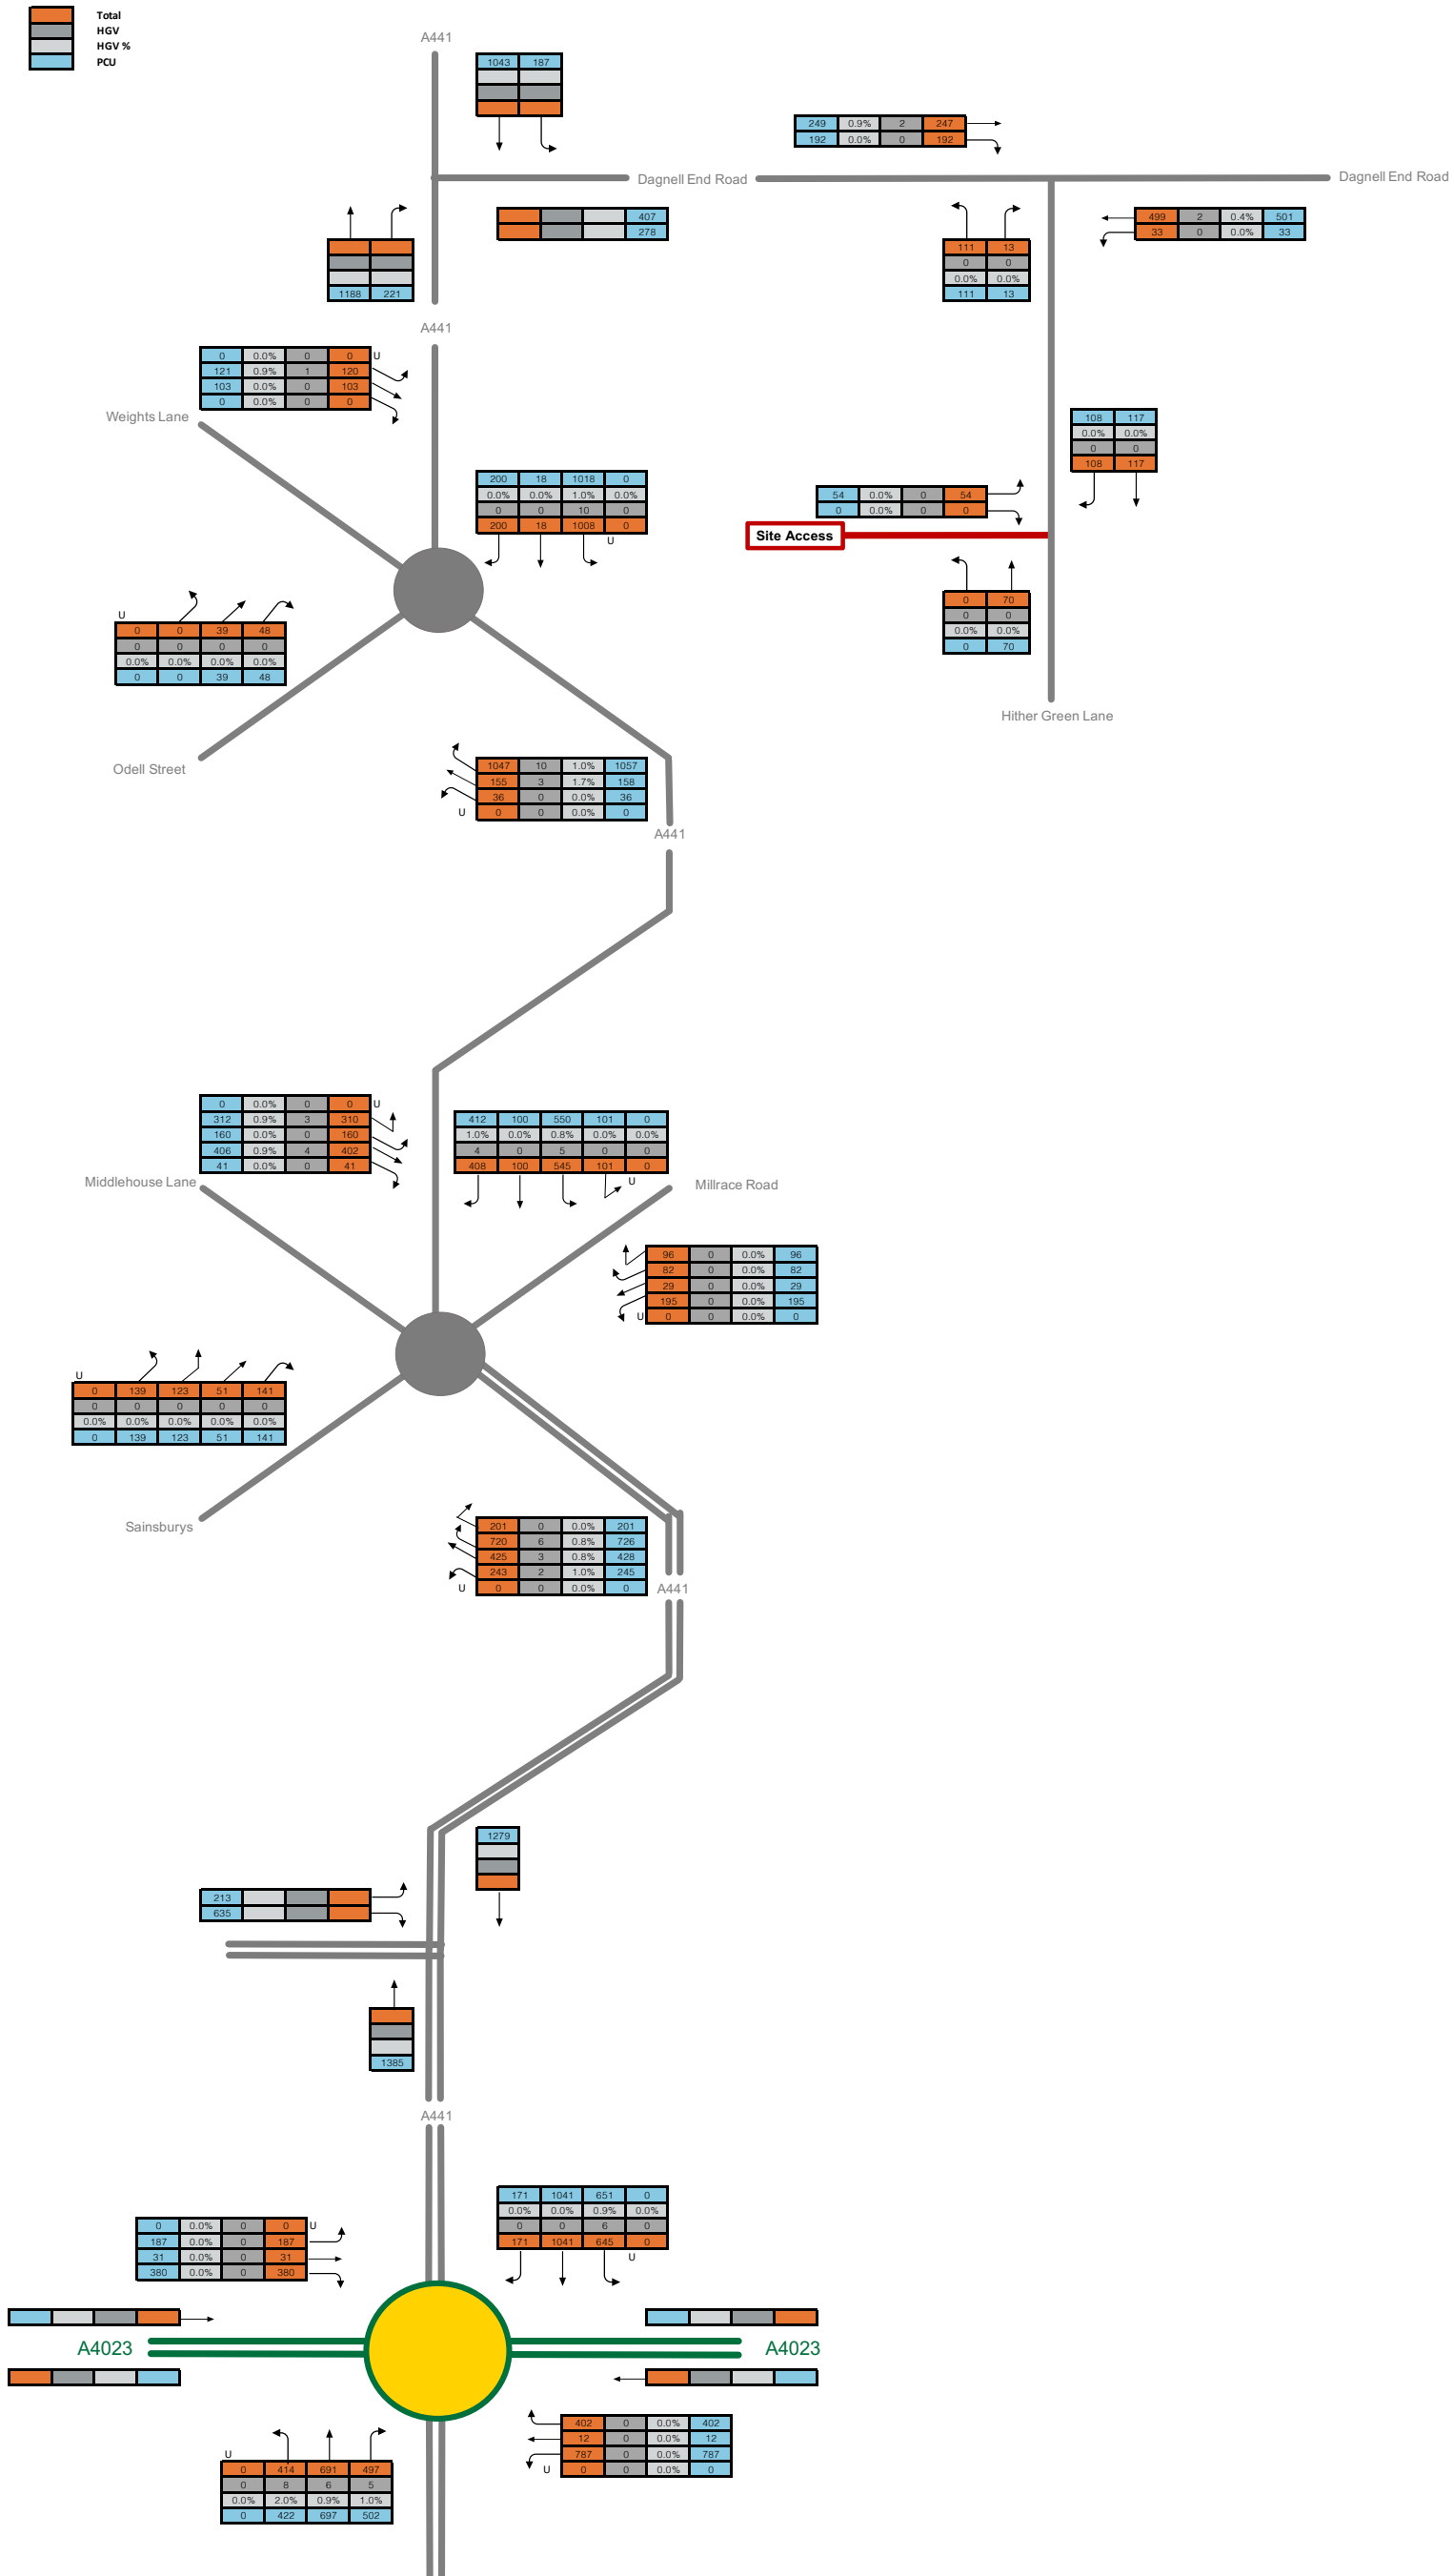 Total
HGV
HGV %
PCU
A441
1043 187
249 0.9% 2 247
192 0.0% 0 192
Dagnell End Road
Dagnell End Road
407
278
499 2 0.4% 501
33 0 0.0% 33
1188 221
111 13
0 0
0.0% 0.0%
111 13
A441
0 0.0% 0 0 U
121 0.9% 1 120
103 0.0% 0 103
0 0.0% 0 0
Weights Lane
108 117
0.0% 0.0%
0 0
108 117
200 18 1018 0
0.0% 0.0% 1.0% 0.0%
0 0 10 0
200 18 1008 0
U
54 0.0% 0 54
0 0.0% 0 0
Site Access
0 70
0 0
0.0% 0.0%
0 70
U
0 0 39 48
0 0 0 0
0.0% 0.0% 0.0% 0.0%
0 0 39 48
Hither Green Lane
Odell Street
1047 10 1.0% 1057
155 3 1.7% 158
36 0 0.0% 36
U 0 0 0.0% 0
A441
0 0.0% 0 0 U
312 0.9% 3 310
160 0.0% 0 160
406 0.9% 4 402
41 0.0% 0 41
412 100 550 101 0
1.0% 0.0% 0.8% 0.0% 0.0%
4 0 5 0 0
408 100 545 101 0
U
Middlehouse Lane
Millrace Road
96 0 0.0% 96
82 0 0.0% 82
29 0 0.0% 29
195 0 0.0% 195
U 0 0 0.0% 0
U
0 139 123 51 141
0 0 0 0 0
0.0% 0.0% 0.0% 0.0% 0.0%
0 139 123 51 141
Sainsburys
201 0 0.0% 201
720 6 0.8% 726
425 3 0.8% 428
243 2 1.0% 245
U 0 0 0.0% 0
A441
1279
213
635
1385
A441
171 1041 651 0
0.0% 0.0% 0.9% 0.0%
0 0 6 0
171 1041 645 0
U
0 0.0% 0 0 U
187 0.0% 0 187
31 0.0% 0 31
380 0.0% 0 380
A4023
A4023
402 0 0.0% 402
12 0 0.0% 12
787 0 0.0% 787
U 0 0 0.0% 0
U
0 414 691 497
0 8 6 5
0.0% 2.0% 0.9% 1.0%
0 422 697 502